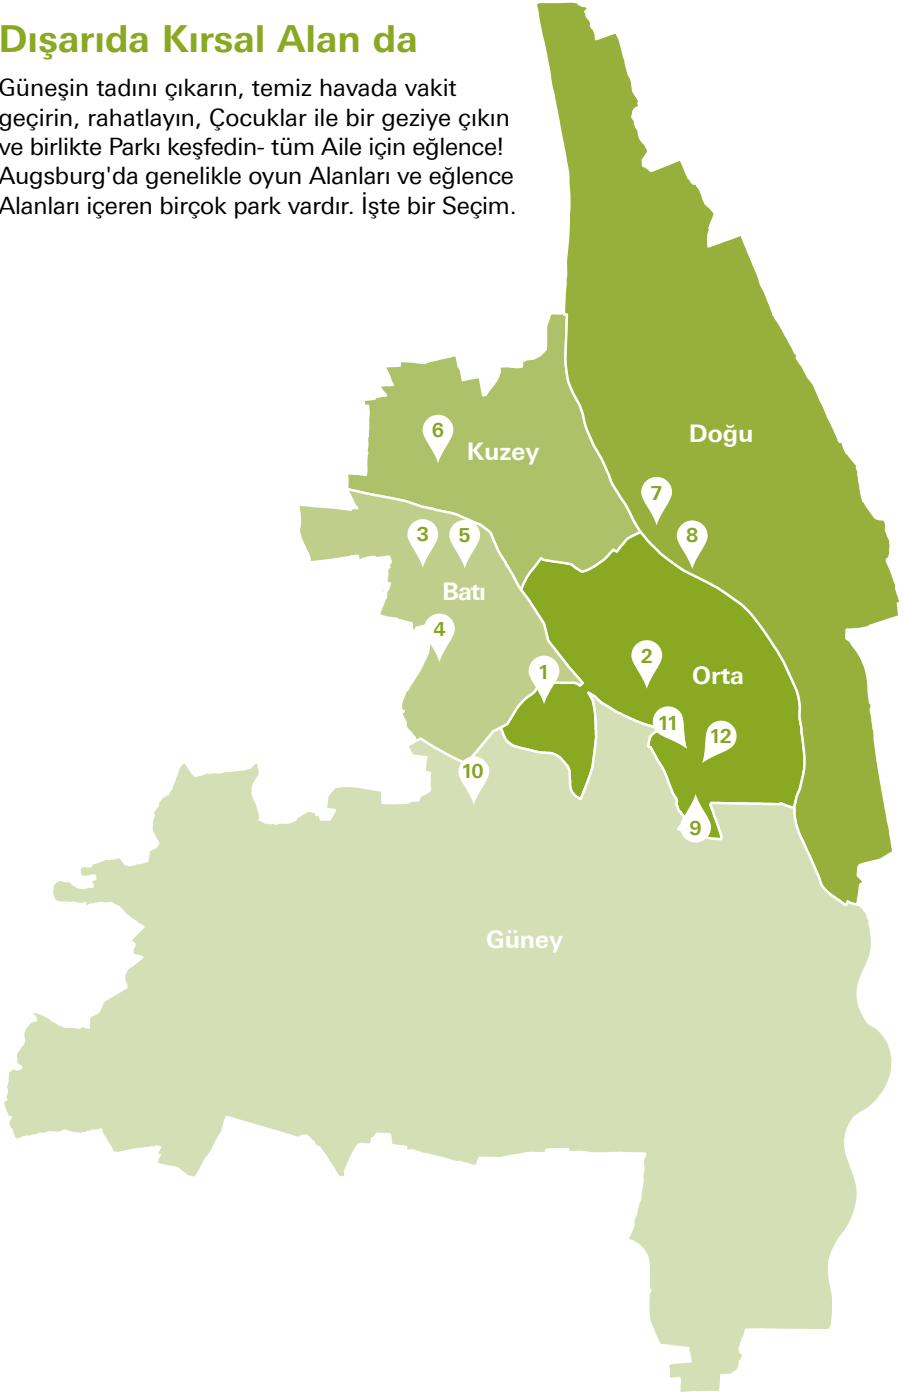 Dışarıda Kırsal Alan da
Güneşin tadını çıkarın, temiz havada vakit
geçirin, rahatlayın, Çocuklar ile bir geziye çıkın
ve birlikte Parkı keşfedin- tüm Aile için eğlence!
Augsburg'da genelikle oyun Alanları ve eğlence
Alanları içeren birçok park vardır. İşte bir Seçim.
6
Kuzey
Doğu
7
3
5
8
Batı
4
1
2
Orta
11
12
10
9
Güney